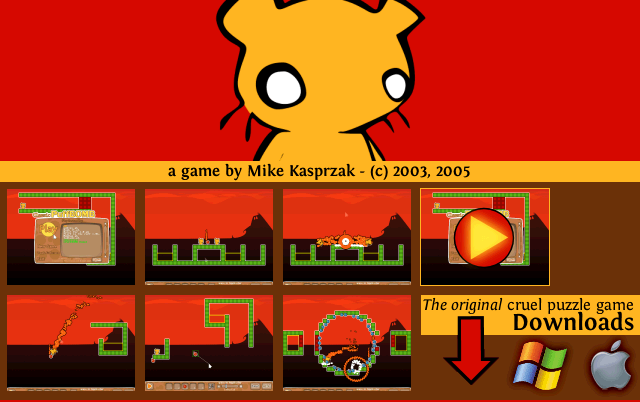 a game by Mike Kasprzak - (c) 2003, 2005
The original cruel puzzle game
Downloads